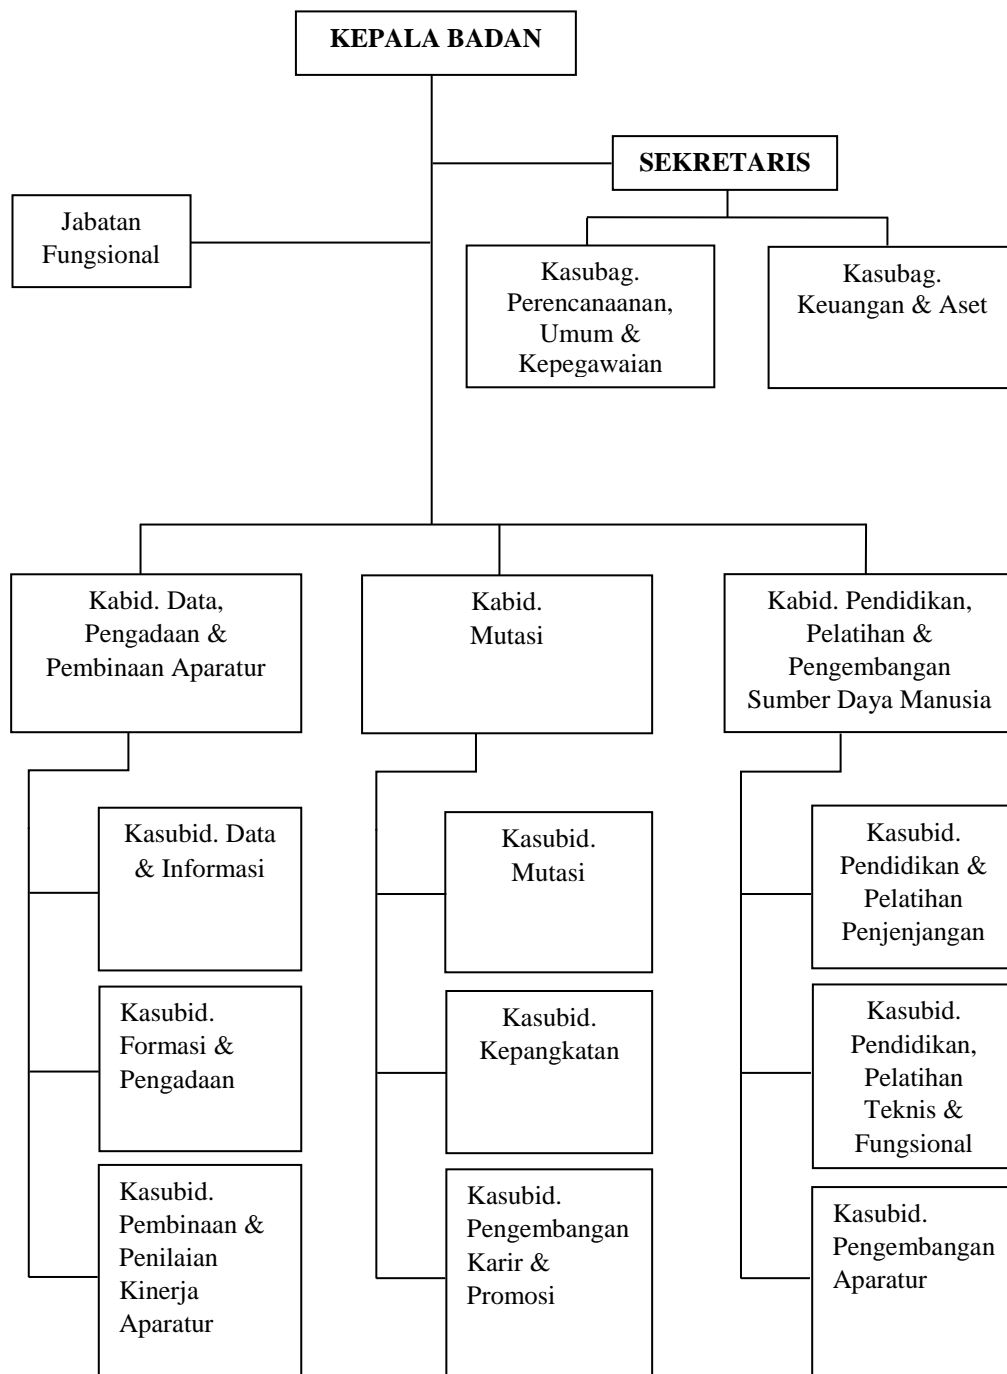 KEPALA BADAN
SEKRETARIS
Jabatan
Fungsional
Kasubag.
Perencanaanan,
Umum &
Kepegawaian
Kasubag.
Keuangan & Aset
Kabid. Data,
Pengadaan &
Pembinaan Aparatur
Kabid.
Mutasi
Kabid. Pendidikan,
Pelatihan &
Pengembangan
Sumber Daya Manusia
Kasubid. Data
& Informasi
Kasubid.
Mutasi
Kasubid.
Pendidikan &
Pelatihan
Penjenjangan
Kasubid.
Formasi &
Pengadaan
Kasubid.
Kepangkatan
Kasubid.
Pendidikan,
Pelatihan
Teknis &
Fungsional
Kasubid.
Pembinaan &
Penilaian
Kinerja
Aparatur
Kasubid.
Pengembangan
Karir &
Promosi
Kasubid.
Pengembangan
Aparatur